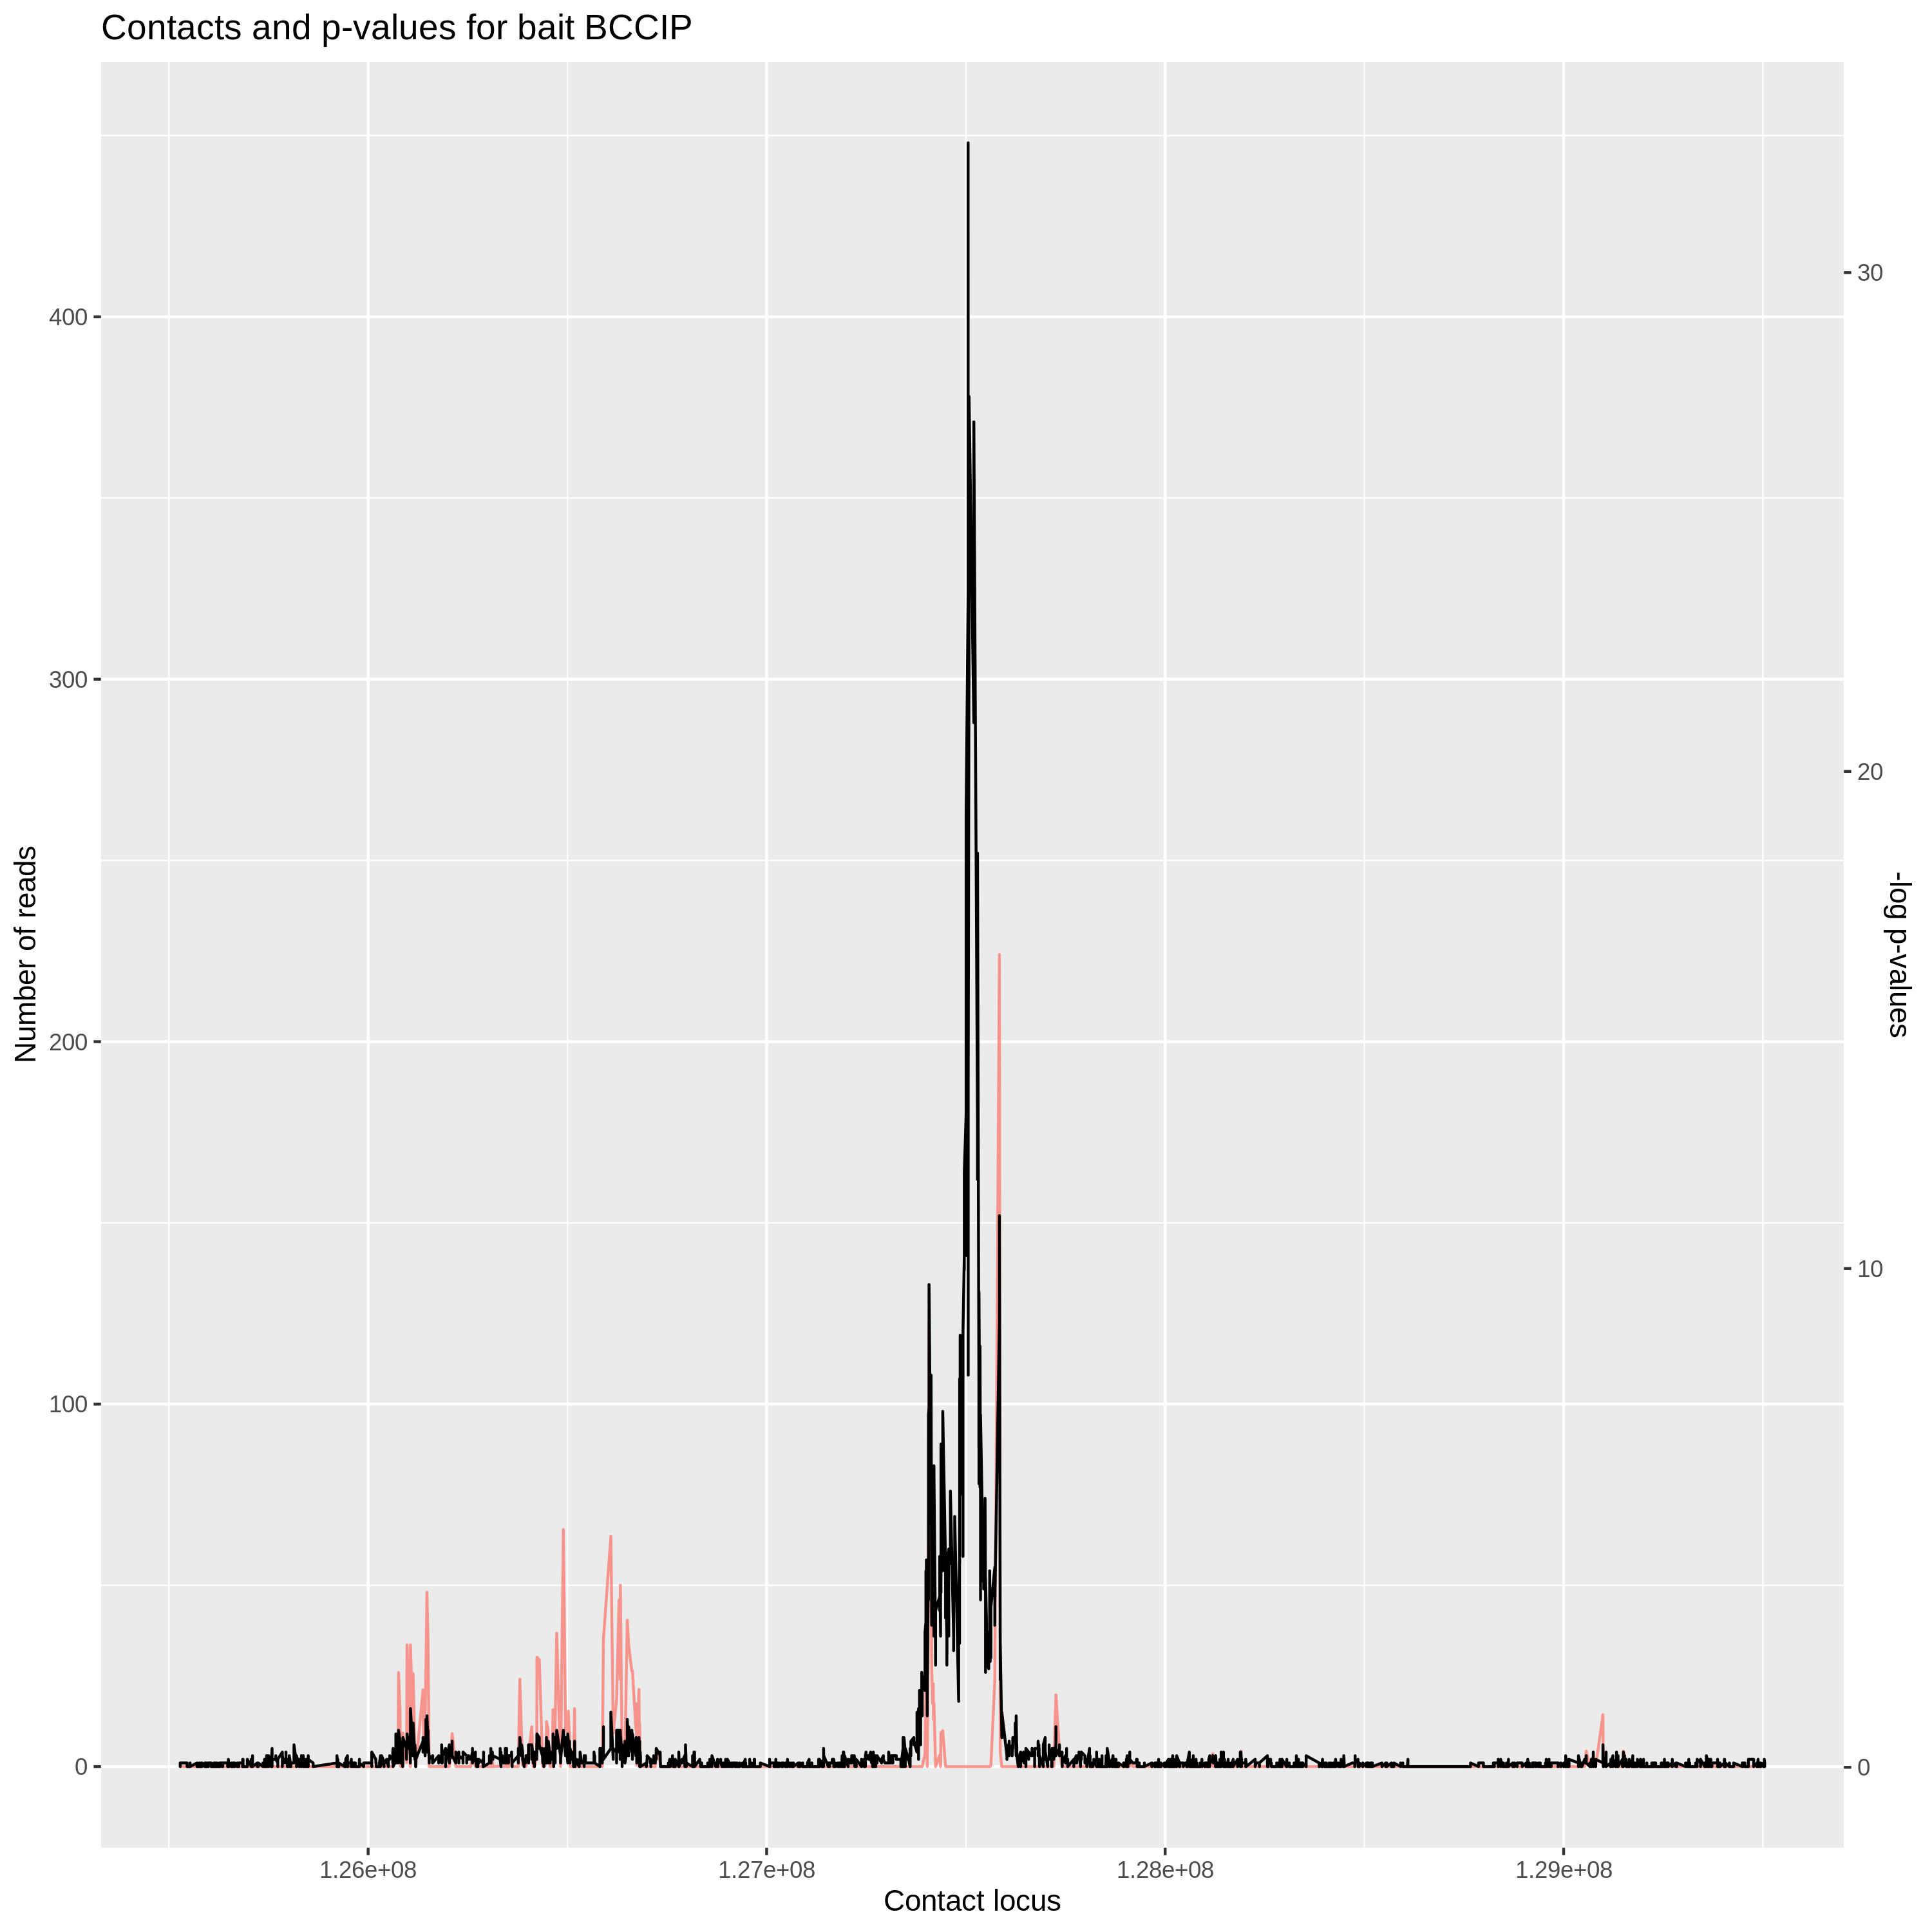 Contacts and p-values for bait BCCIP
Number of reads
400
300
200
100
0
30
20
10
0
-log p-values
1.26e+08
1.27e+08
1.28e+08
1.29e+08
Contact locus